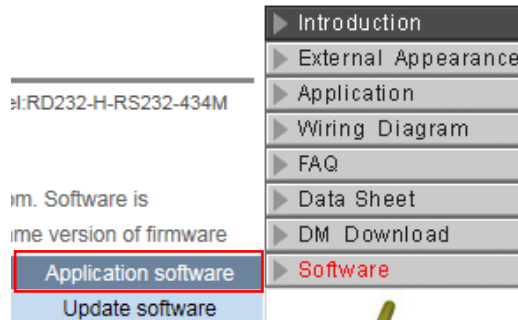 Introduction
External Appearance
Application
Wiring Diagram
FAQ
Data Sheet
DM Download
Software
el:RD232-H-RS232-434M
om. Software is
ame version of firmware
Application software
Update software